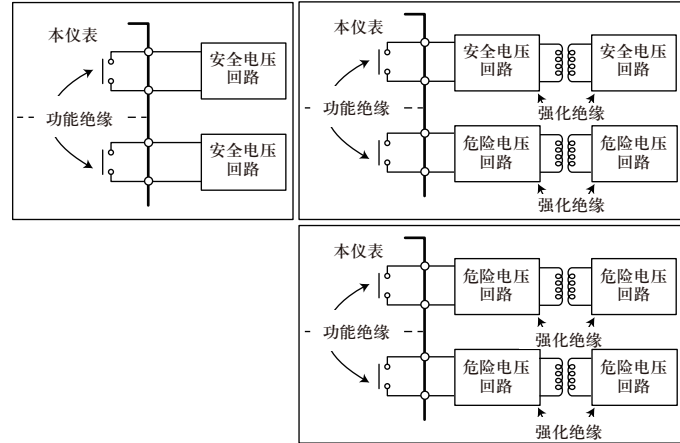 本仪表
安全电压
回路
功能绝缘
安全电压
回路
本仪表
安全电压
回路
安全电压
回路
强化绝缘
功能绝缘
危险电压
回路
危险电压
回路
强化绝缘
本仪表
危险电压
回路
危险电压
回路
强化绝缘
功能绝缘
危险电压
回路
危险电压
回路
强化绝缘